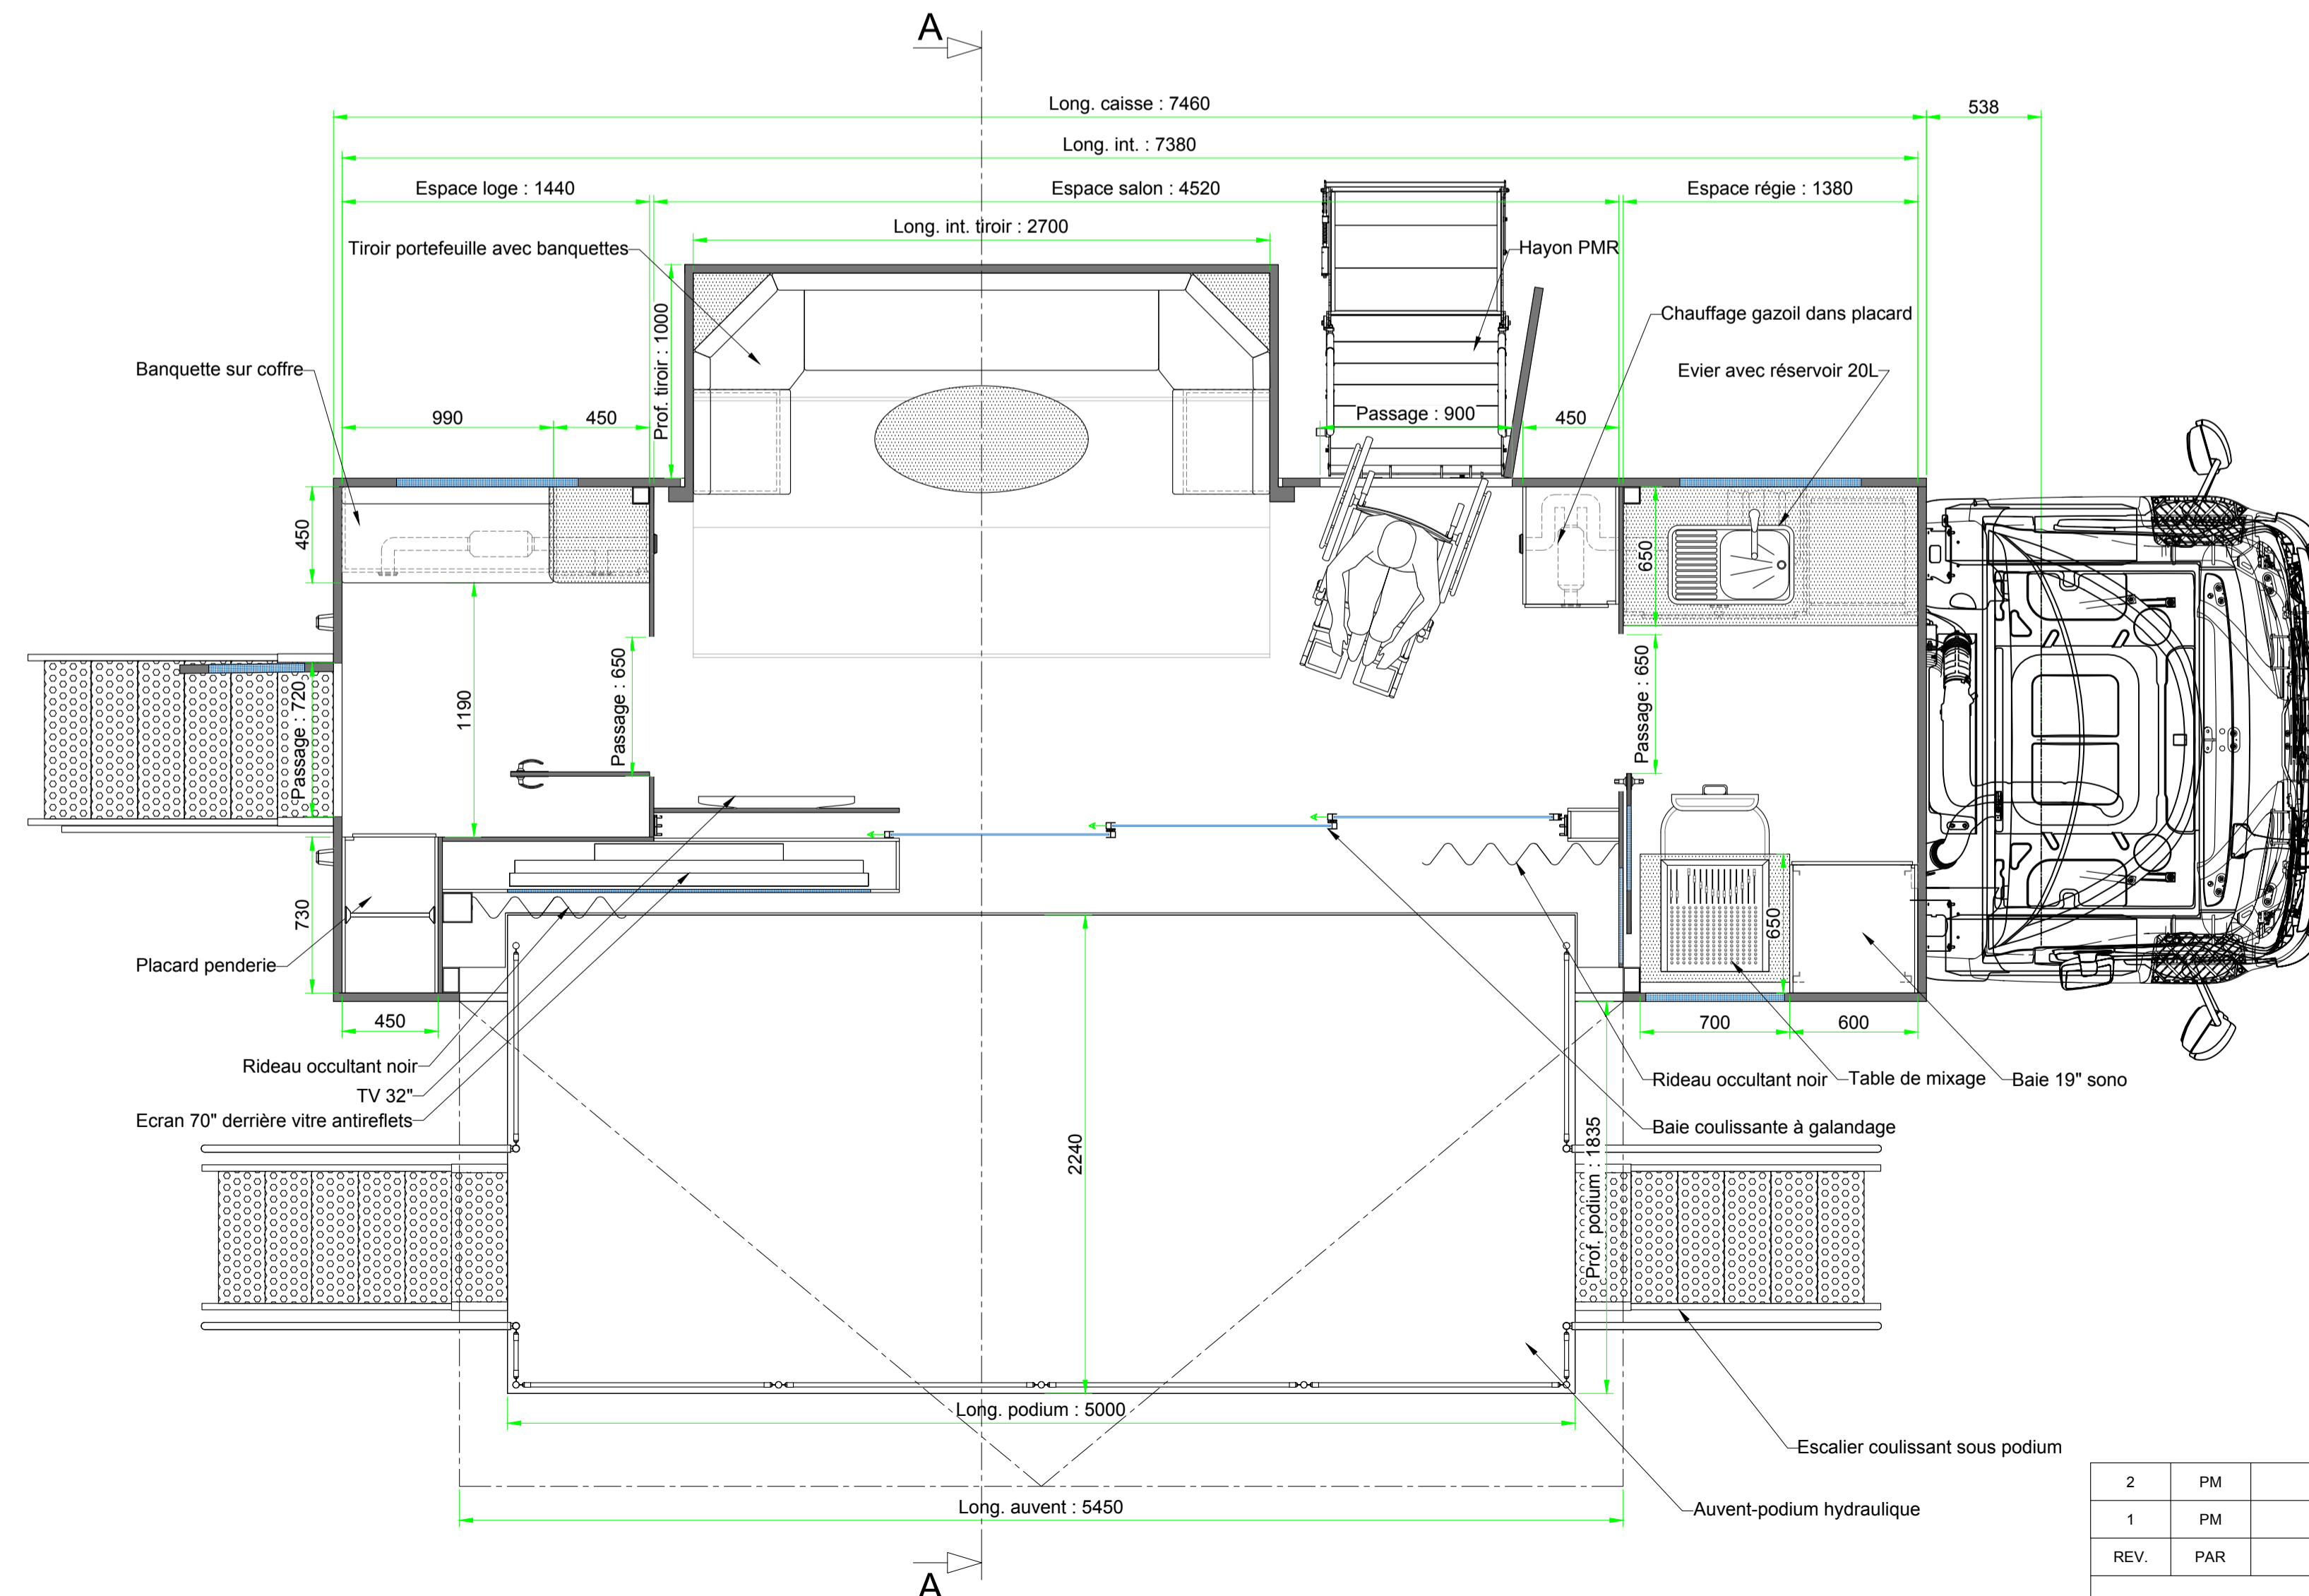 A
Long. caisse : 7460
538
Long. int. : 7380
Espace loge : 1440
Espace salon : 4520
Espace régie : 1380
Long. int. tiroir : 2700
Tiroir portefeuille avec banquettes
Hayon PMR
Prof. tiroir : 1000
Chauffage gazoil dans placard
Banquette sur coffre
Evier avec réservoir 20L
990
450
Passage : 900
450
450
650
Passage : 720
1190
Passage : 650
Passage : 650
730
650
Placard penderie
450
700
600
Rideau occultant noir
TV 32"
Ecran 70" derrière vitre antireflets
Rideau occultant noir
Table de mixage
Baie 19" sono
Baie coulissante à galandage
2240
Prof. podium : 1835
Long. podium : 5000
Escalier coulissant sous podium
Long. auvent : 5450
Auvent-podium hydraulique
2 PM
1 PM
REV. PAR
A